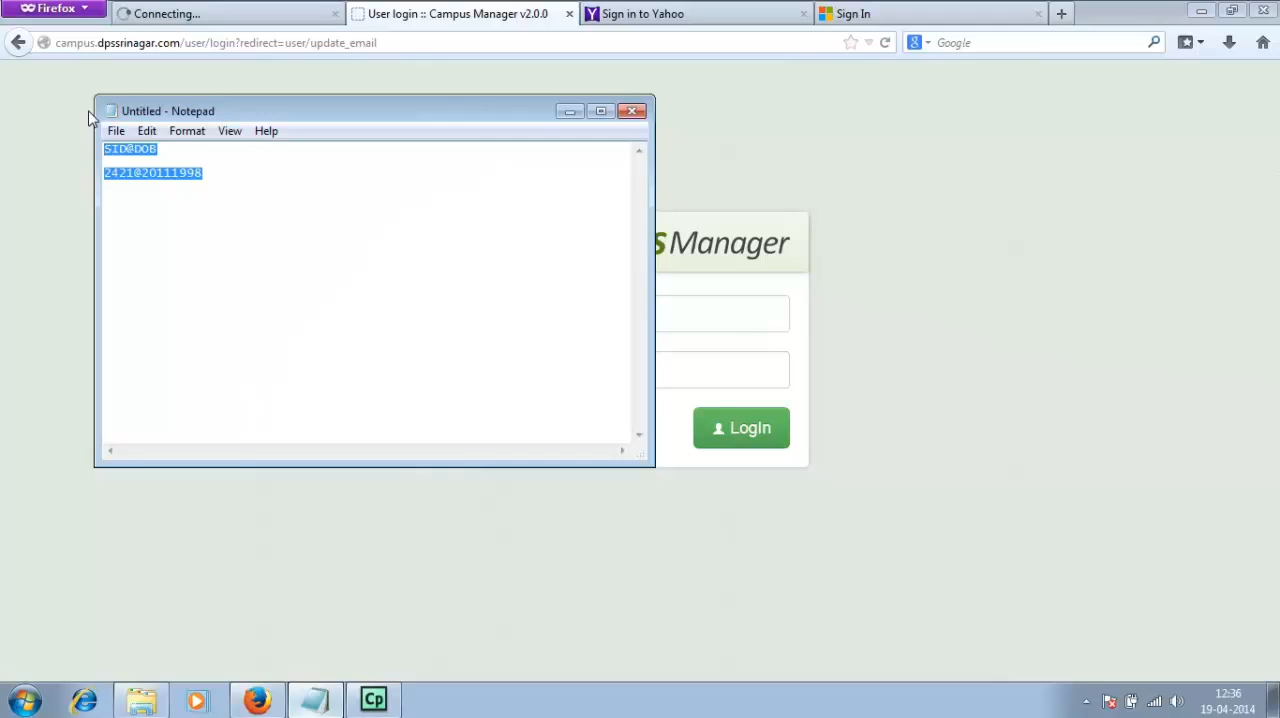 Firefox
Connecting...
User login :: Campus Manager v2.0.0
Sign in to Yahoo
Sign In
campus.dpssrinagar.com/user/login?redirect=user/update_email
Google
Untitled - Notepad
File Edit Format View Help
SID@DOB
2421@20111998
SManager
Login
Cp
12:36
19-04-2014